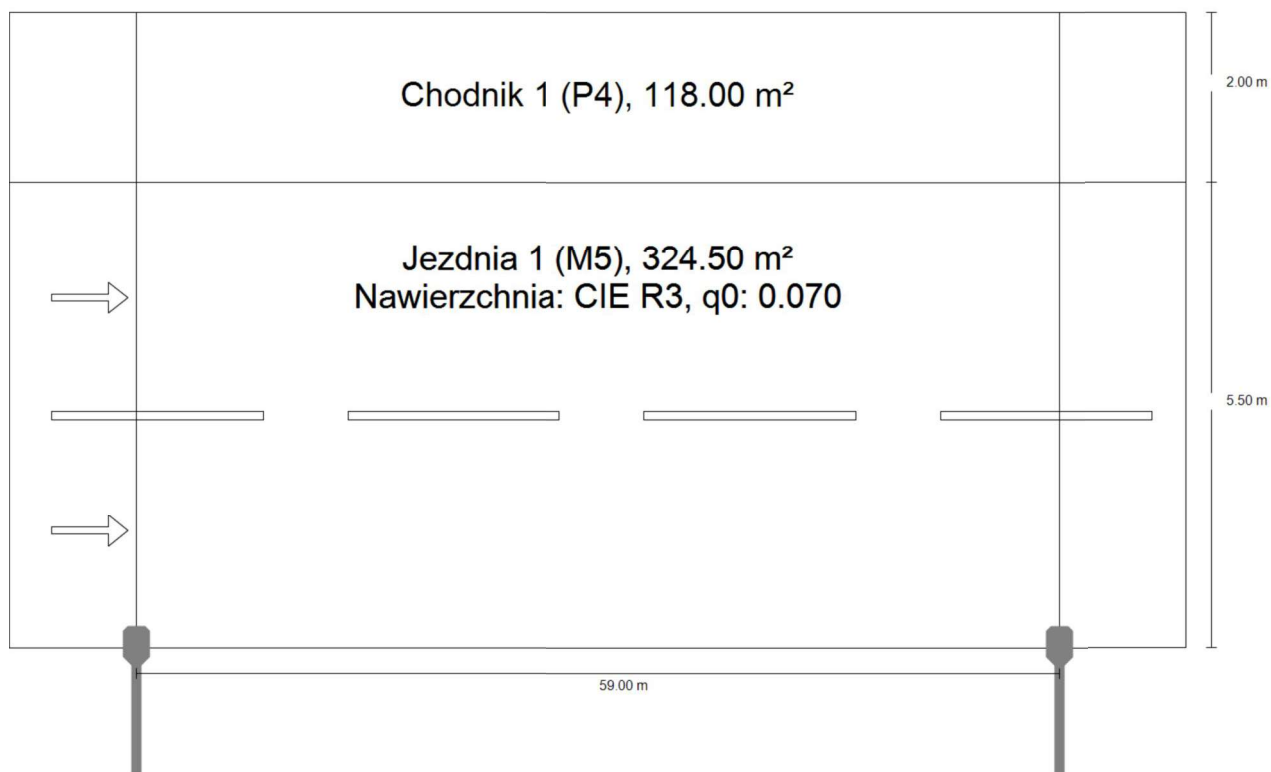 Chodnik 1 (P4), 118.00 m²
2.00 m
Jezdnia 1 (M5), 324.50 m²
Nawierzchnia: CIE R3, q0: 0.070
5.50 m
59.00 m